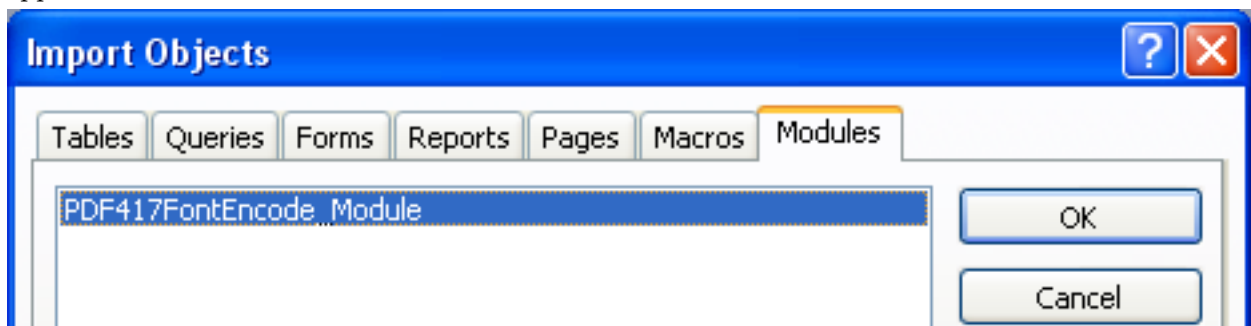 Import Objects
Tables Queries Forms Reports Pages Macros Modules
PDF417FontEncode_Module
OK
Cancel